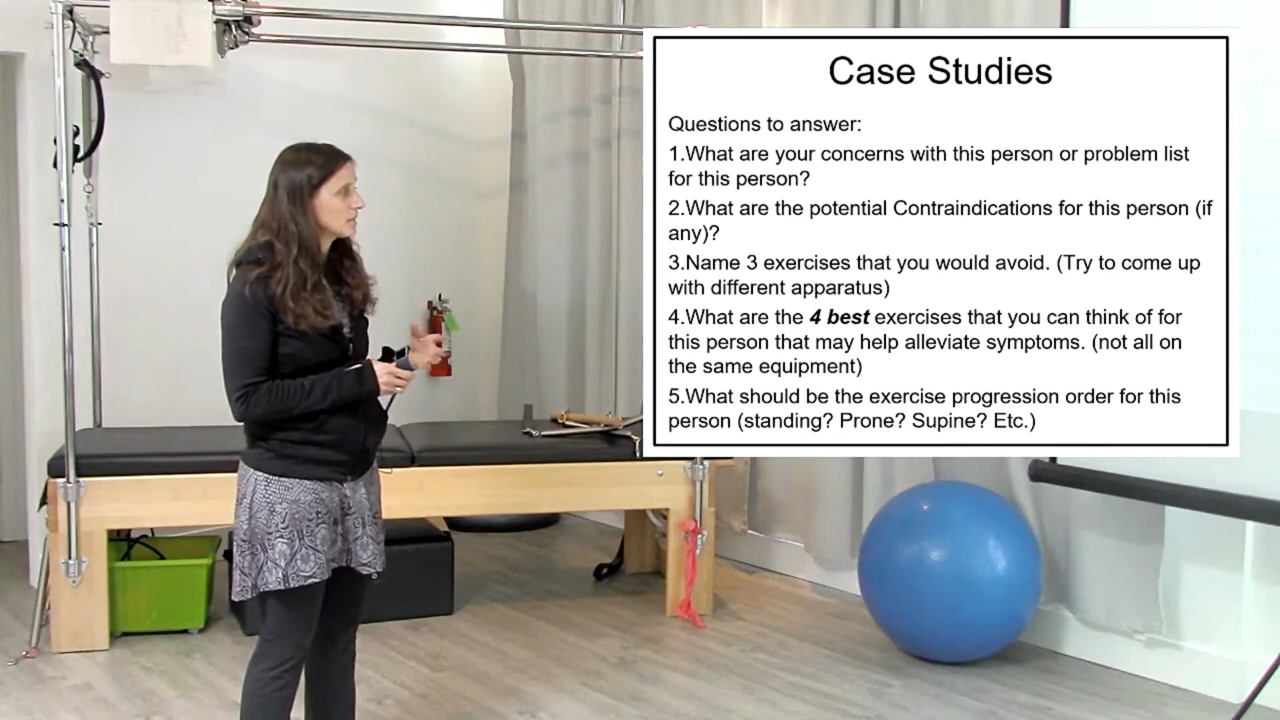 Case Studies
Questions to answer:
1.What are your concerns with this person or problem list
for this person?
2.What are the potential Contraindications for this person (if
any)?
3.Name 3 exercises that you would avoid. (Try to come up
with different apparatus)
4.What are the 4 best exercises that you can think of for
this person that may help alleviate symptoms. (not all on
the same equipment)
5.What should be the exercise progression order for this
person (standing? Prone? Supine? Etc.)